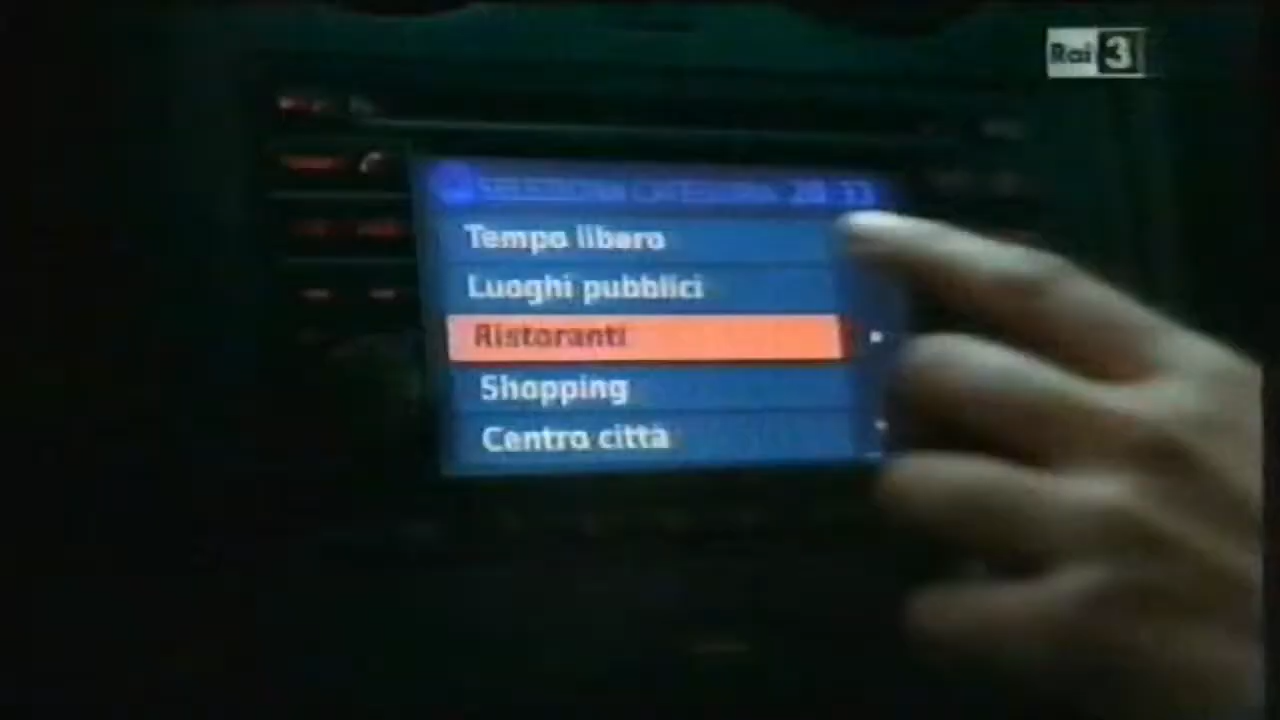 Rai 3
Tempo libero
Luoghi pubblici
Ristoranti
Shopping
Centro città